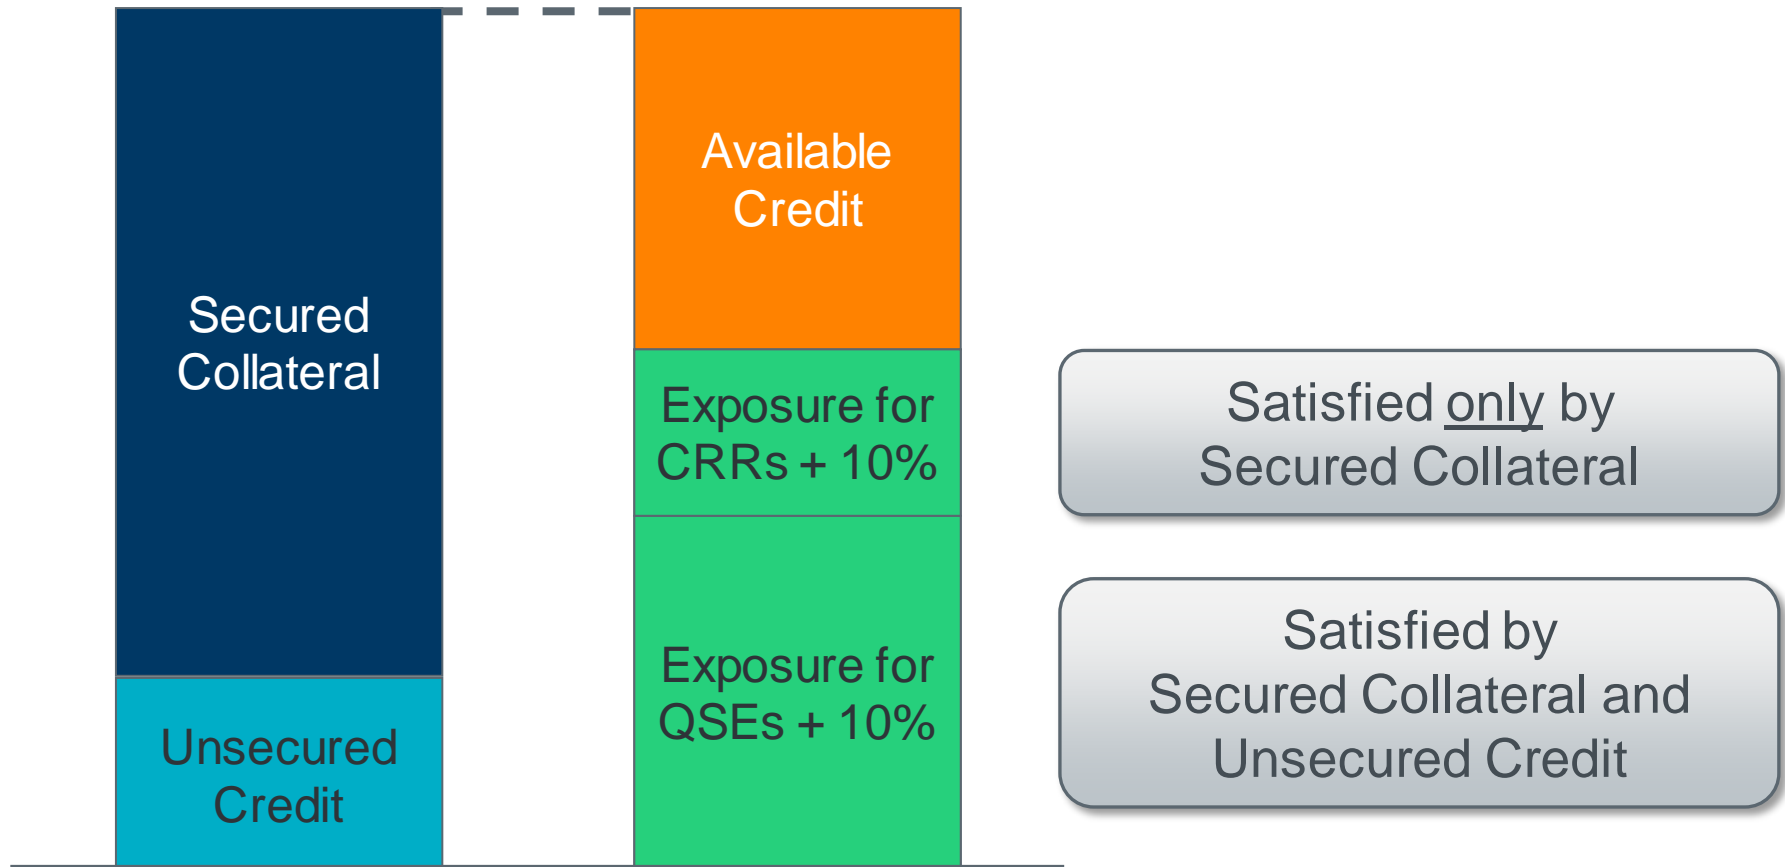 Secured
Collateral
Unsecured
Credit
Available
Credit
Exposure for
CRRs + 10%
Exposure for
QSEs + 10%
Satisfied only by
Secured Collateral
Satisfied by
Secured Collateral and
Unsecured Credit